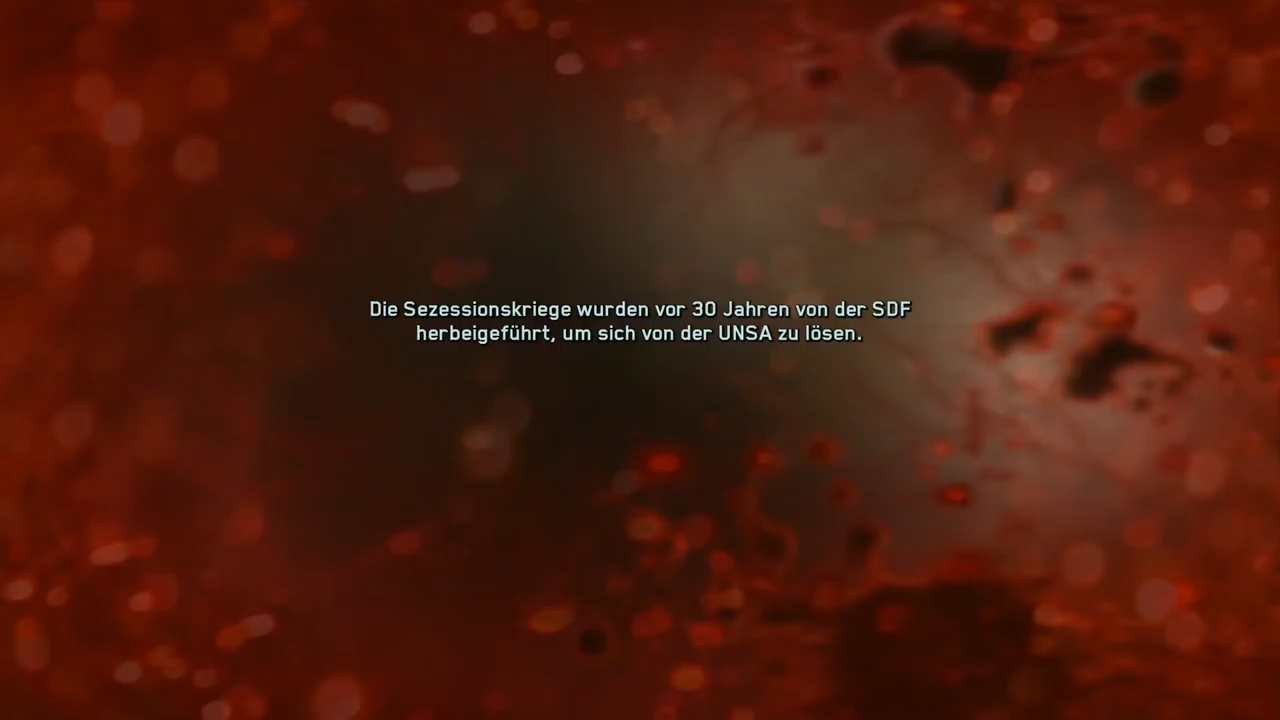 Die Sezessionskriege wurden vor 30 Jahren von der SDF
herbeigeführt, um sich von der UNSA zu lösen.